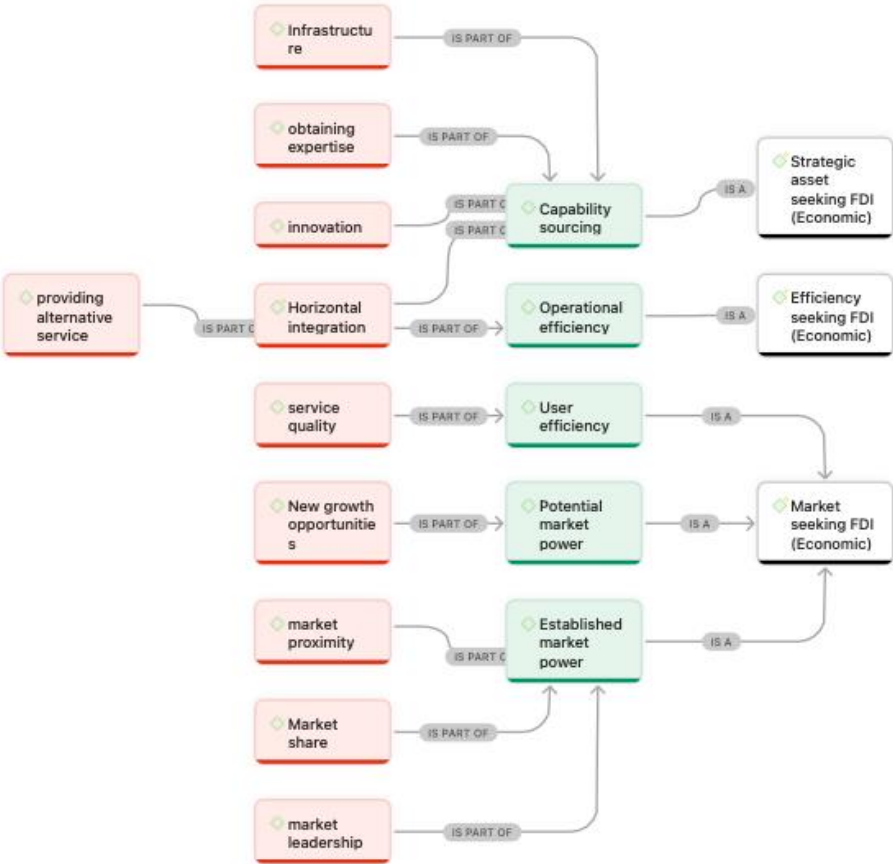 Infrastructu
re
IS PART OF
obtaining
expertise
IS PART OF
Strategic
asset
seeking FDI
(Economic)
IS A
IS PART O
Capability
sourcing
innovation
IS PART O
providing
alternative
service
IS PART O
Horizontal
integration
IS PART OF
Operational
efficiency
IS A
Efficiency
seeking FDI
(Economic)
service
quality
IS PART OF
User
efficiency
IS A
New growth
opportunitie
s
IS PART OF
Potential
market
power
IS A
Market
seeking FDI
(Economic)
market
proximity
IS PART O
Established
market
power
IS A
Market
share
IS PART OF
market
leadership
IS PART OF